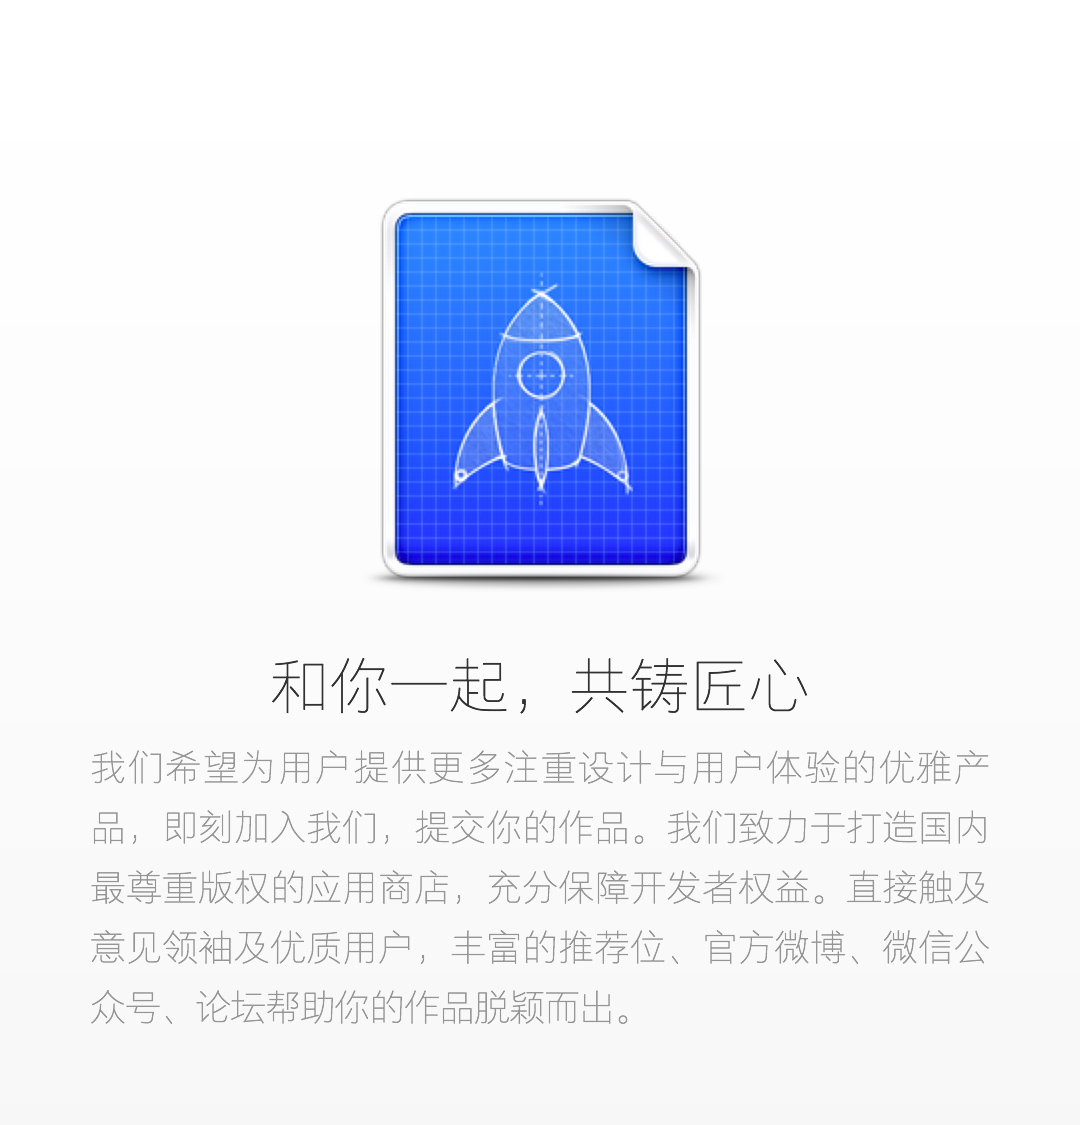 和你一起，共铸匠心
我们希望为用户提供更多注重设计与用户体验的优雅产
品，即刻加入我们，提交你的作品。我们致力于打造国内
最尊重版权的应用商店，充分保障开发者权益。直接触及
意见领袖及优质用户，丰富的推荐位、官方微博、微信公
众号、论坛帮助你的作品脱颖而出。